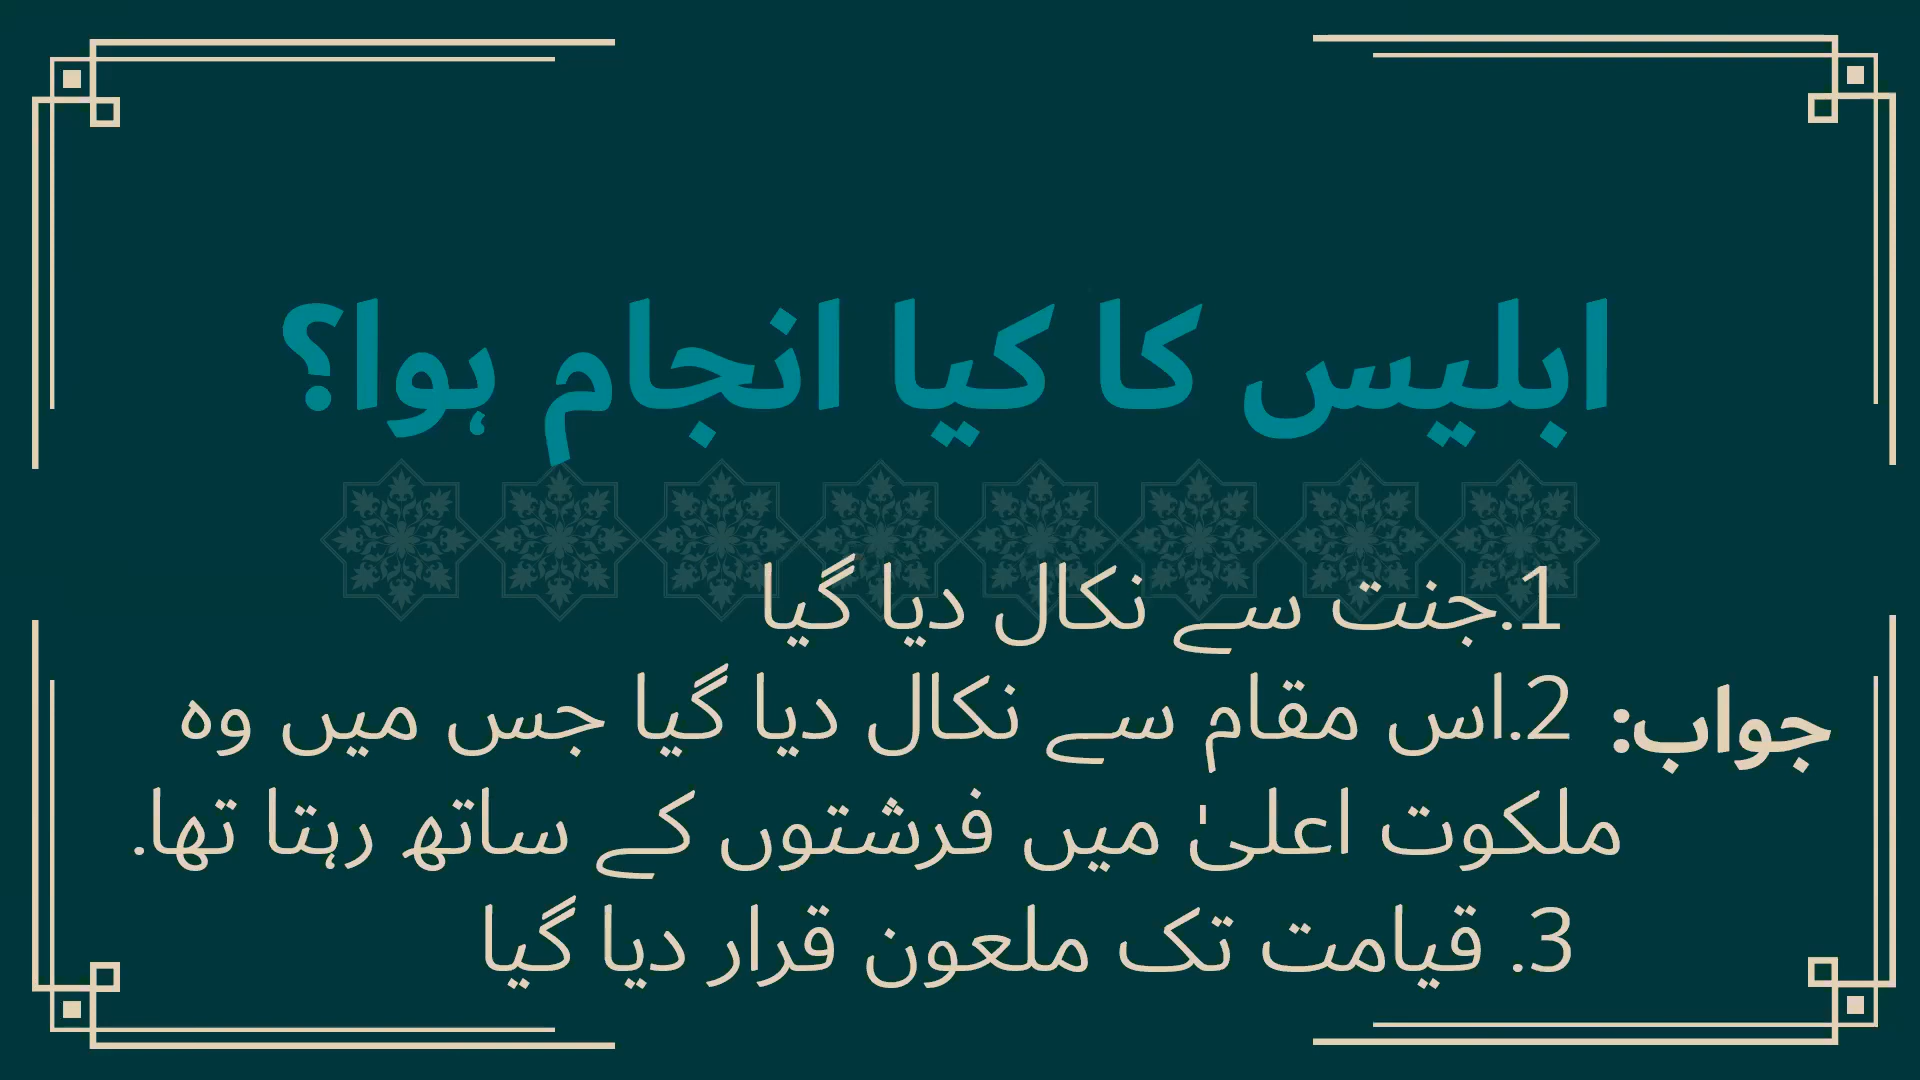 ابلیس کا کیا انجام ہوا؟
1.جنت سے نکال دیا گیا
جواب: 2.اس مقام سے نکال دیا گیا جس میں وہ
ملکوت اعلیٰ میں فرشتوں کے ساتھ رہتا تھا.
3. قیامت تک ملعون قرار دیا گیا